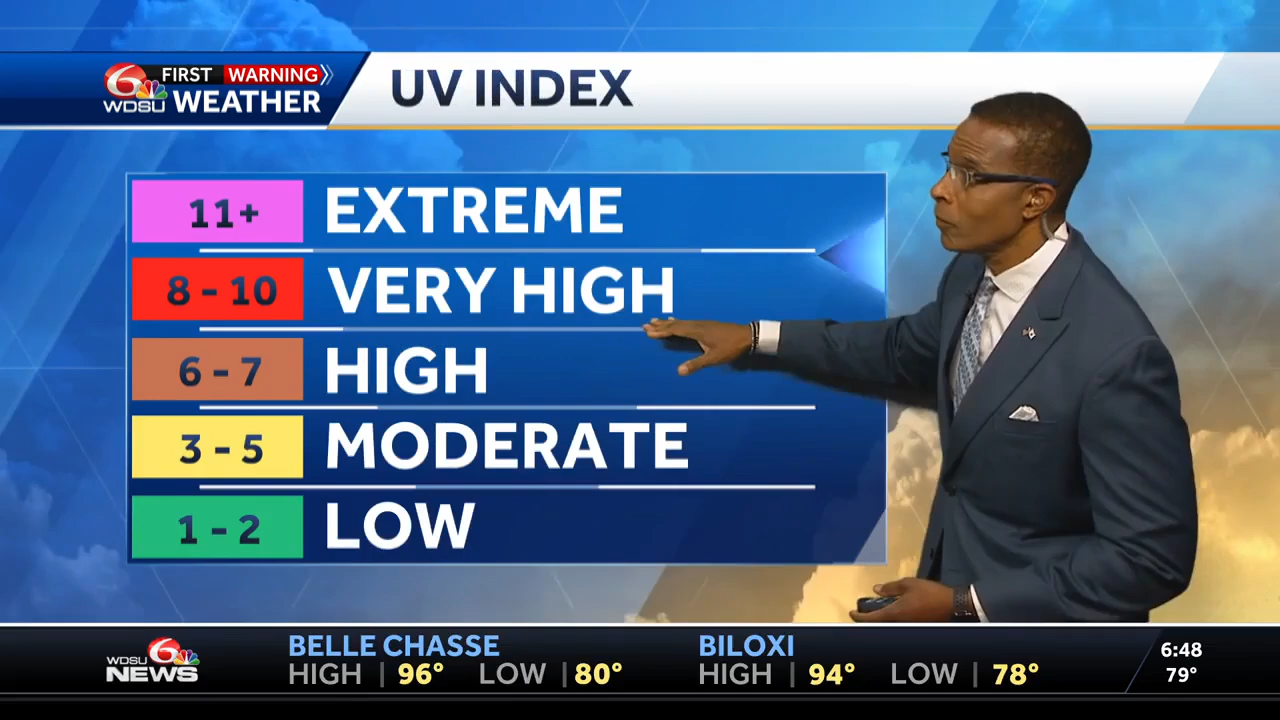 6 FIRST WARNING
WDSU WEATHER
UV INDEX
11+ EXTREME
8 - 10 VERY HIGH
6 - 7 HIGH
3 - 5 MODERATE
1 - 2 LOW
WDSU 6
NEWS
BELLE CHASSE
HIGH | 96° LOW | 80°
BILOXI
HIGH | 94° LOW | 78°
6:48
79°